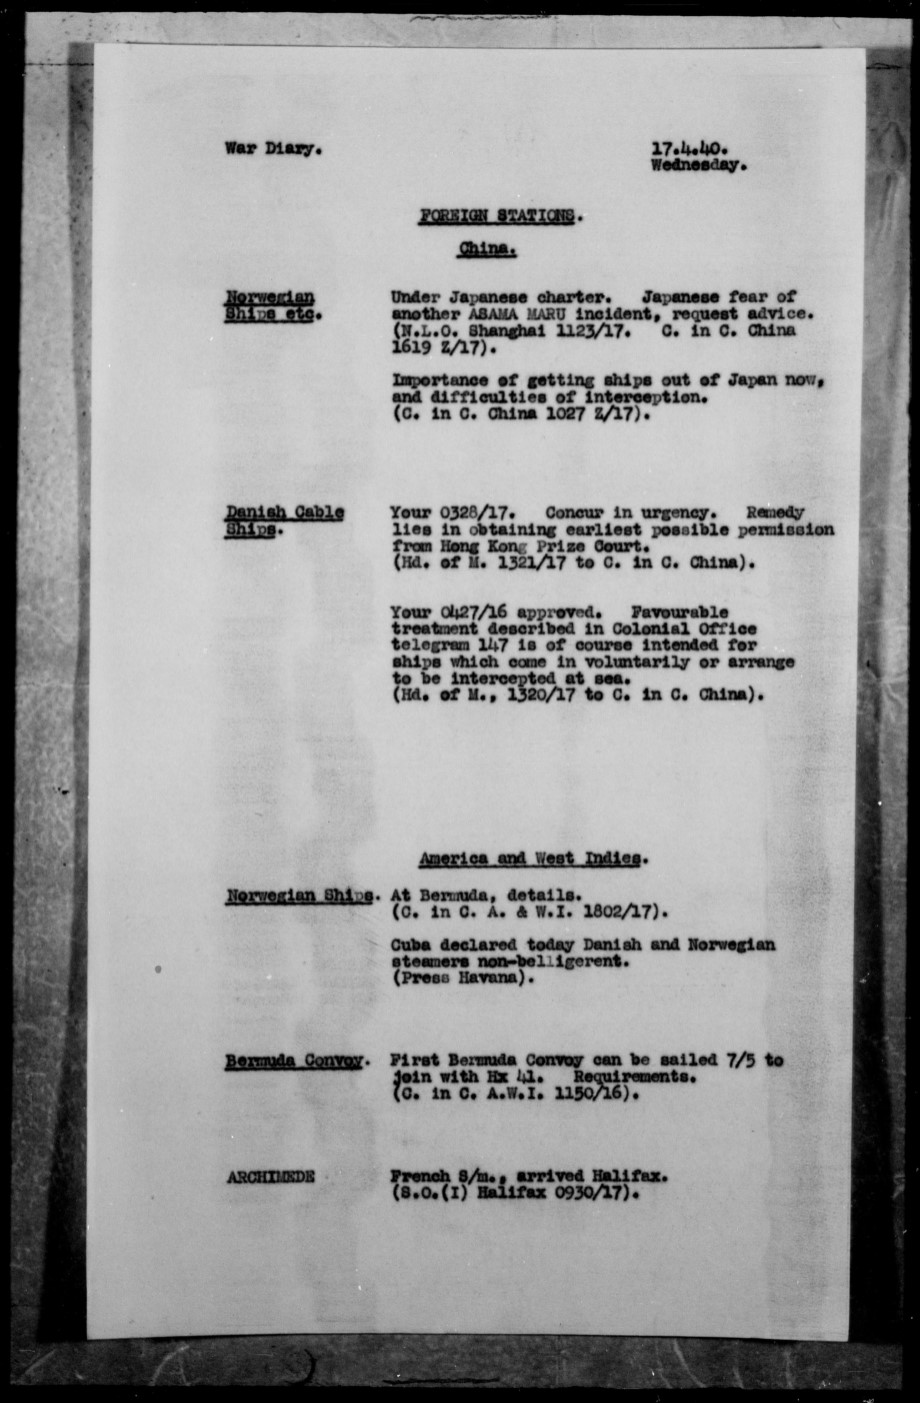 War Diary.
17.4.40.
Wednesday.
FOREIGN STATIONS.
China.
Norwegian
Ships etc.
Under Japanese charter. Japanese fear of
another ASAMA MARU incident, request advice.
(N.L.O. Shanghai 1123/17. C. in C. China
1619 Z/17).
Importance of getting ships out of Japan now,
and difficulties of interception.
(C. in C. China 1027 Z/17).
Danish Cable
Ships.
Your 0328/17. Concur in urgency. Remedy
lies in obtaining earliest possible permission
from Hong Kong Prize Court.
(Hd. of M. 1321/17 to C. in C. China).
Your 0427/16 approved. Favourable
treatment described in Colonial Office
telegram 147 is of course intended for
ships which come in voluntarily or arrange
to be intercepted at sea.
(Hd. of M., 1320/17 to C. in C. China).
America and West Indies.
Norwegian Ships.
At Bermuda, details.
(C. in C. A. & W.I. 1802/17).
Cuba declared today Danish and Norwegian
steamers non-belligerent.
(Press Havana).
Bermuda Convoy.
First Bermuda Convoy can be sailed 7/5 to
join with Hx 41. Requirements.
(C. in C. A.W.I. 1150/16).
ARCHIMEDE
French S/m., arrived Halifax.
(S.O.(I) Halifax 0930/17).